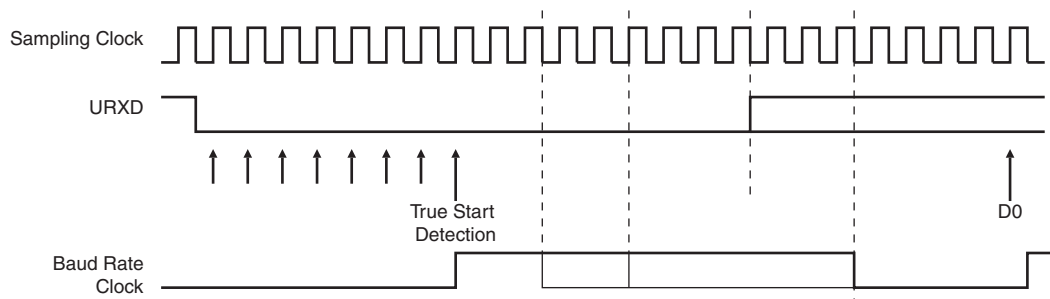 Sampling Clock
URXD
True Start
Detection
D0
Baud Rate
Clock